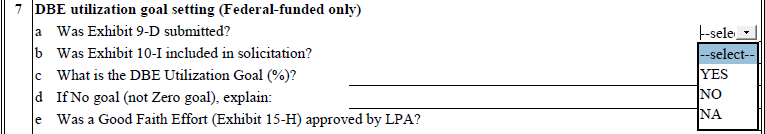 7 DBE utilization goal setting (Federal-funded only)
a Was Exhibit 9-D submitted? --sele
b Was Exhibit 10-I included in solicitation? --select--
c What is the DBE Utilization Goal (%)? YES
d If No goal (not Zero goal), explain: NO
e Was a Good Faith Effort (Exhibit 15-H) approved by LPA? NA